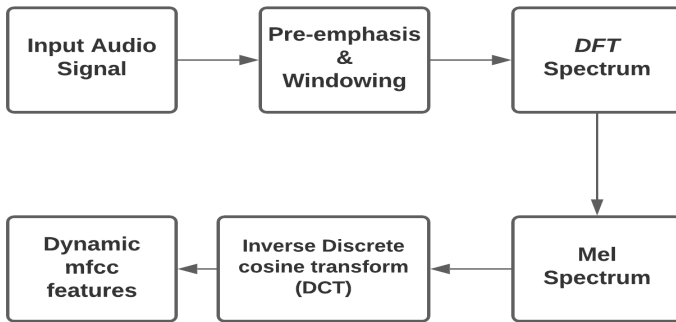 Input Audio
Signal
Pre-emphasis
&
Windowing
DFT
Spectrum
Mel
Spectrum
Inverse Discrete
cosine transform
(DCT)
Dynamic
mfcc
features